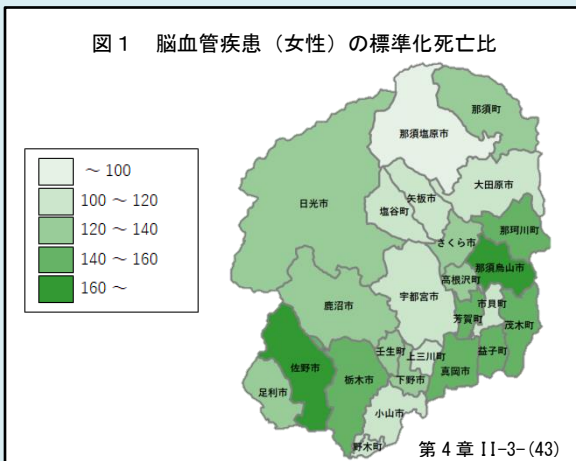 図1 脳血管疾患（女性）の標準化死亡比
～ 100
100 ～ 120
120 ～ 140
140 ～ 160
160 ～
那須町
那須塩原市
大田原市
日光市
矢板市
塩谷町
那珂川町
さくら市
那須烏山市
高根沢町
宇都宮市
市貝町
鹿沼市
芳賀町
茂木町
壬生町
上三川町
益子町
佐野市
栃木市
真岡市
下野市
足利市
小山市
野木町
第4章 II-3-(43)